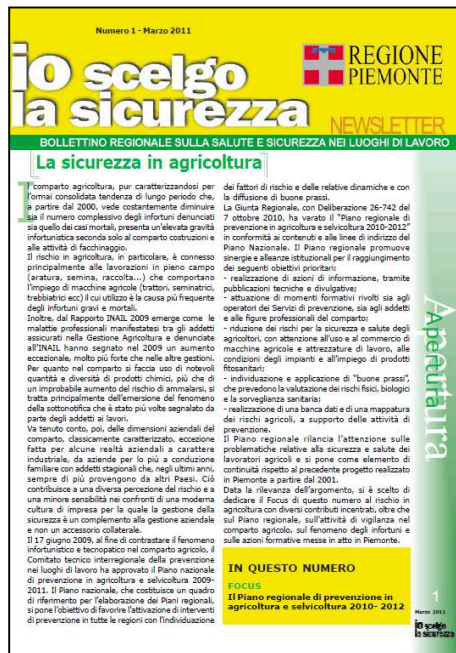 Numero 1 - Marzo 2011
io scelgo
la sicurezza
REGIONE
PIEMONTE
NEWSLETTER
BOLLETTINO REGIONALE SULLA SALUTE E SICUREZZA NEI LUOGHI DI LAVORO
La sicurezza in agricoltura
Il comparto agricoltura, pur caratterizzandosi per
l'ormai consolidata tendenza di lungo periodo che,
a partire dal 2000, vede costantemente diminuire
sia il numero complessivo degli infortuni denunciati
sia quello dei casi mortali, presenta un'elevata gravità
infortunistica seconda solo al comparto costruzioni e
alle attività di facchinaggio.
Il rischio in agricoltura, in particolare, è connesso
principalmente alle lavorazioni in pieno campo
(aratura, semina, raccolta...) che comportano
l'impiego di macchine agricole (trattori, seminatrici,
trebbiatrici ecc) il cui utilizzo è la causa più frequente
degli infortuni gravi e mortali.
Inoltre, dal Rapporto INAIL 2009 emerge come le
malattie professionali manifestatesi tra gli addetti
assicurati nella Gestione Agricoltura e denunciate
all'INAIL hanno segnato nel 2009 un aumento
eccezionale, molto più forte che nelle altre gestioni.
Per quanto nel comparto si faccia uso di notevoli
quantità e diversità di prodotti chimici, più che di
un improbabile aumento del rischio di ammalarsi, si
tratta principalmente dell'emersione del fenomeno
della sottonotifica che è stato più volte segnalato da
parte degli addetti ai lavori.
Va tenuto conto, poi, delle dimensioni aziendali del
comparto, classicamente caratterizzato, eccezione
fatta per alcune realtà aziendali a carattere
industriale, da aziende per lo più a conduzione
familiare con addetti stagionali che, negli ultimi anni,
sempre di più provengono da altri Paesi. Ciò
contribuisce a una diversa percezione del rischio e a
una minore sensibilità nei confronti di una moderna
cultura di impresa per la quale la gestione della
sicurezza è un complemento alla gestione aziendale
e non un accessorio collaterale.
Il 17 giugno 2009, al fine di contrastare il fenomeno
infortunistico e tecnopatico nel comparto agricolo, il
Comitato tecnico interregionale della prevenzione
nei luoghi di lavoro ha approvato il Piano nazionale
di prevenzione in agricoltura e selvicoltura 2009-
2011. Il Piano nazionale, che costituisce un quadro
di riferimento per l'elaborazione dei Piani regionali,
si pone l'obiettivo di favorire l'attivazione di interventi
di prevenzione in tutte le regioni con l'individuazione
dei fattori di rischio e delle relative dinamiche e con
la diffusione di buone prassi.
La Giunta Regionale, con Deliberazione 26-742 del
7 ottobre 2010, ha varato il "Piano regionale di
prevenzione in agricoltura e selvicoltura 2010-2012"
in conformità ai contenuti e alle linee di indirizzo del
Piano Nazionale. Il Piano regionale promuove
sinergie e alleanze istituzionali per il raggiungimento
dei seguenti obiettivi prioritari:
- realizzazione di azioni di informazione, tramite
pubblicazioni tecniche e divulgative;
- attuazione di momenti formativi rivolti sia agli
operatori dei Servizi di prevenzione, sia agli addetti
e alle figure professionali del comparto;
- riduzione dei rischi per la sicurezza e salute degli
agricoltori, con attenzione all'uso e al commercio di
macchine agricole e attrezzature di lavoro, alle
condizioni degli impianti e all'impiego di prodotti
fitosanitari;
- individuazione e applicazione di "buone prassi",
che prevedono la valutazione dei rischi fisici, biologici
e la sorveglianza sanitaria;
- realizzazione di una banca dati e di una mappatura
dei rischi agricoli, a supporto delle attività di
prevenzione.
Il Piano regionale rilancia l'attenzione sulle
problematiche relative alla sicurezza e salute dei
lavoratori agricoli e si pone come elemento di
continuità rispetto al precedente progetto realizzato
in Piemonte a partire dal 2001.
Data la rilevanza dell'argomento, si è scelto di
dedicare il Focus di questo numero al rischio in
agricoltura con diversi contributi incentrati, oltre che
sul Piano regionale, sull'attività di vigilanza nel
comparto agricolo, sul fenomeno degli infortuni e
sulle azioni formative messe in atto in Piemonte.
IN QUESTO NUMERO
FOCUS
Il Piano regionale di prevenzione in
agricoltura e selvicoltura 2010- 2012
Apertura
Apertura
1
Marzo 2011
io scelgo
la sicurezza